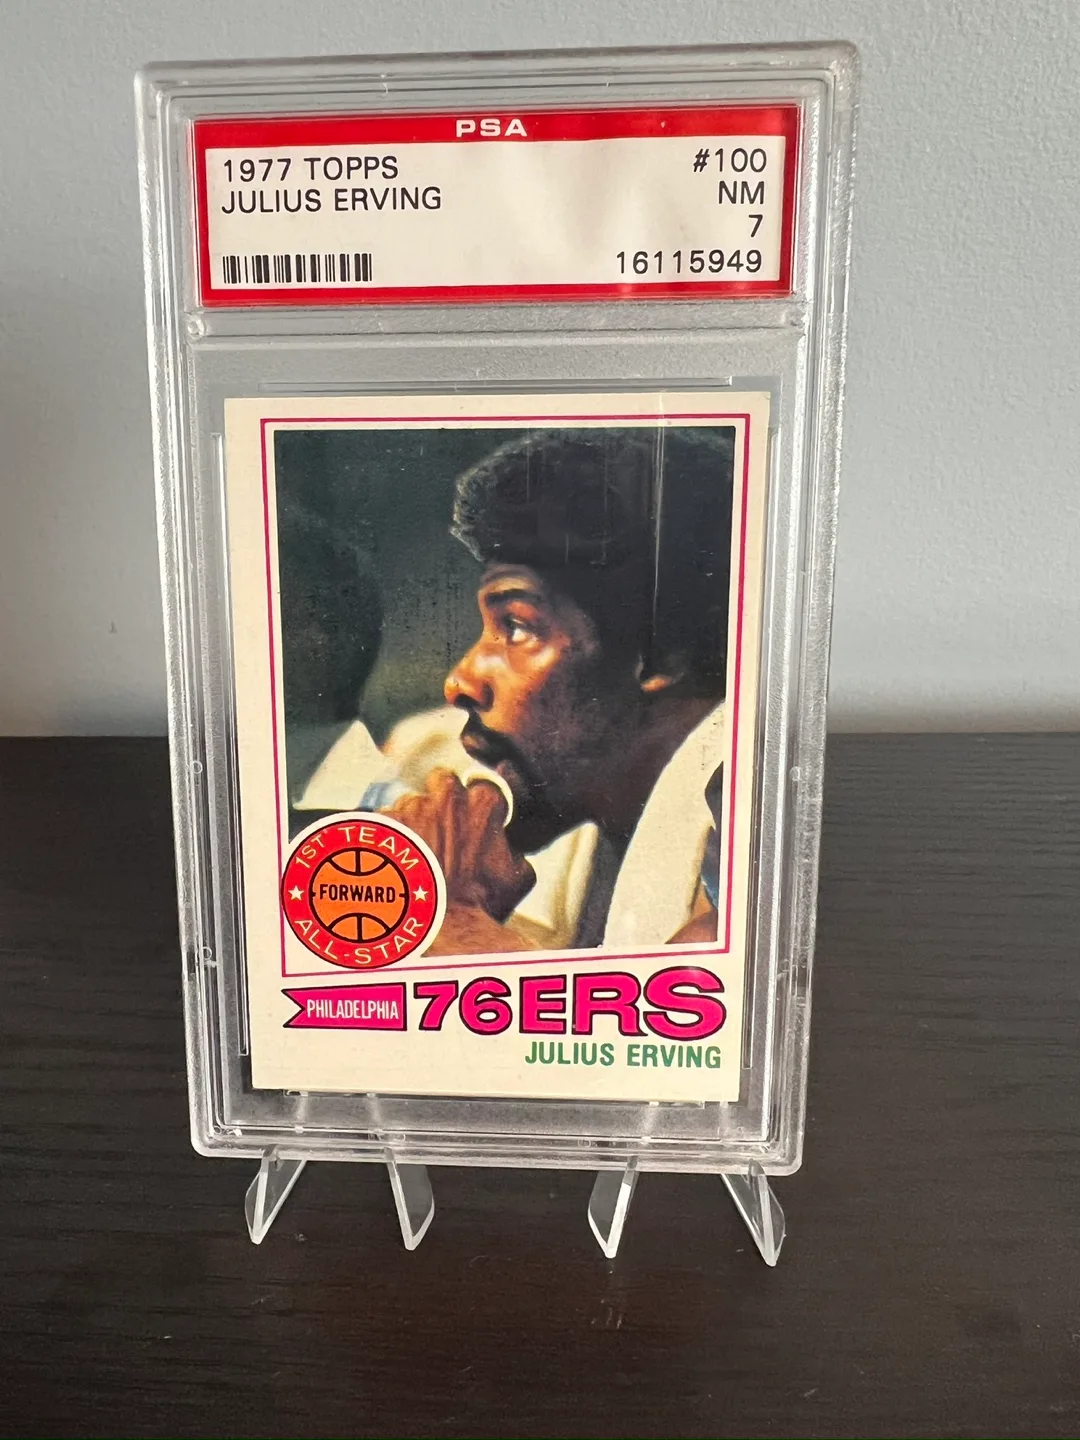 PSA
1977 TOPPS #100
JULIUS ERVING NM
7
16115949
1ST TEAM
FORWARD
ALL-STAR
PHILADELPHIA 76ERS
JULIUS ERVING